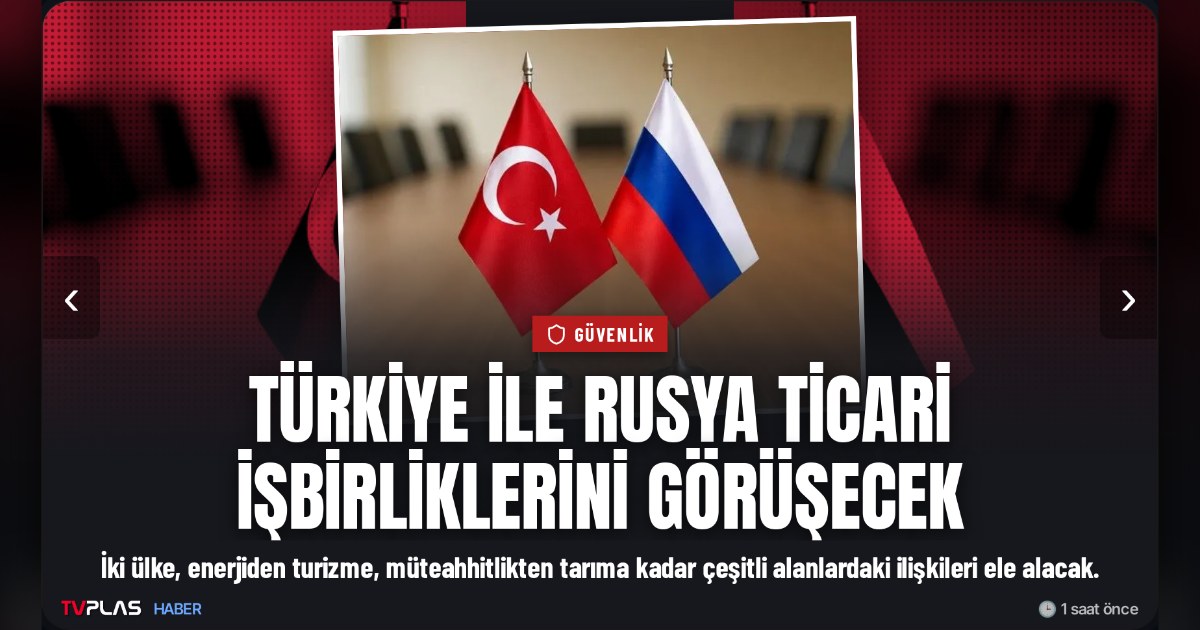 GÜVENLİK
TÜRKİYE İLE RUSYA TİCARİ
İŞBİRLİKLERİNİ GÖRÜŞECEK
İki ülke, enerjiden turizme, müteahhitlikten tarıma kadar çeşitli alanlardaki ilişkileri ele alacak.
TVPLAS HABER
1 saat önce